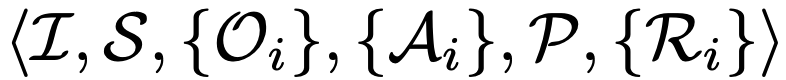 ⟨𝓘, 𝓢, {𝓞ᵢ}, {𝓐ᵢ}, 𝓟, {𝓡ᵢ}⟩